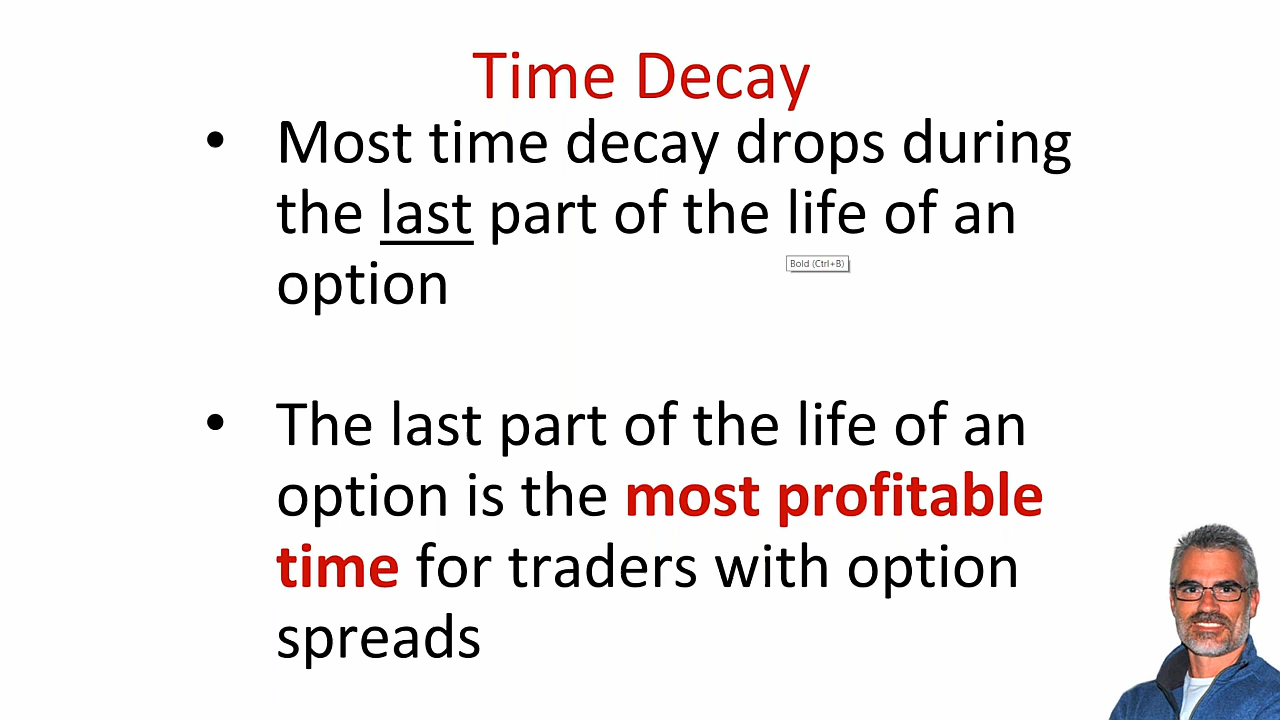 Time Decay
• Most time decay drops during
the last part of the life of an
Bold (Ctrl+B)
option
• The last part of the life of an
option is the most profitable
time for traders with option
spreads